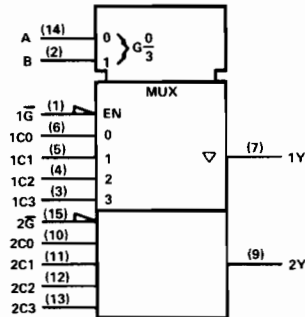 A (14) 0 G 0/3
B (2) 1
MUX
1G̅ (1) EN
1C0 (6) 0
1C1 (5) 1 ▽ (7) 1Y
1C2 (4) 2
1C3 (3) 3
2G̅ (15)
2C0 (10)
2C1 (11) (9) 2Y
2C2 (12)
2C3 (13)